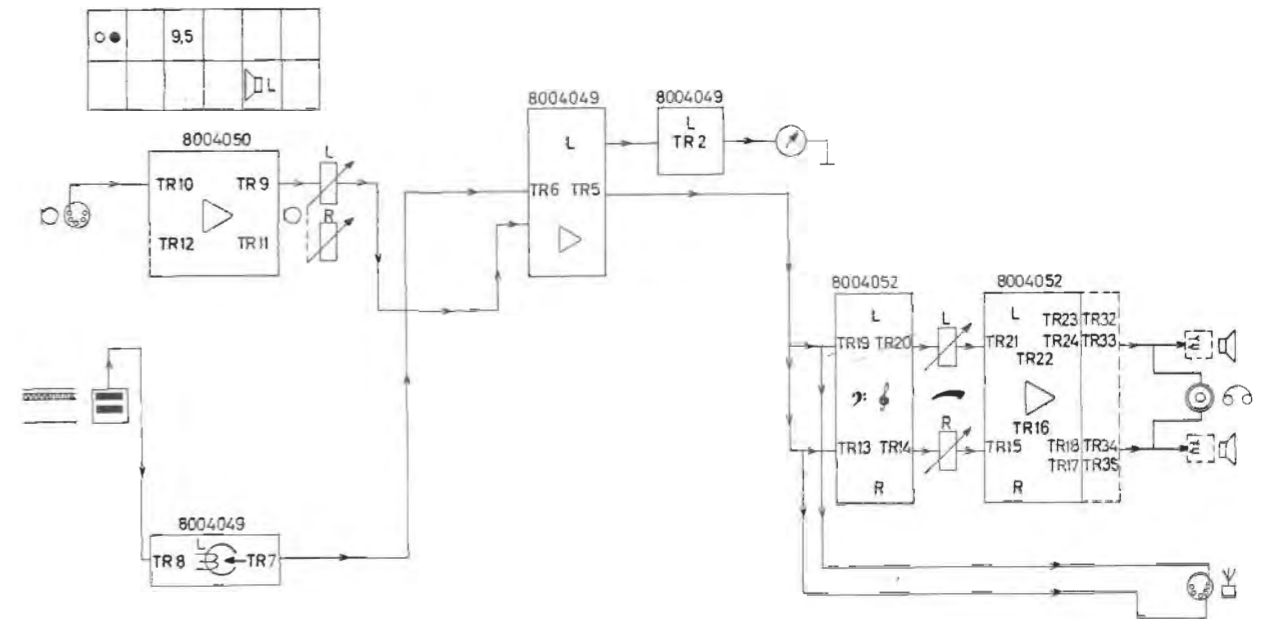 9,5
L
8004050
TR10 TR9
TR12 TR11
L
R
8004049
L
TR6 TR5
8004049
L
TR2
8004049
L
TR8 TR7
8004052
L
TR19 TR20
TR13 TR14
R
L
R
8004052
L
TR23 TR32
TR21 TR24 TR33
TR22
TR16
TR15 TR18 TR34
TR17 TR35
R